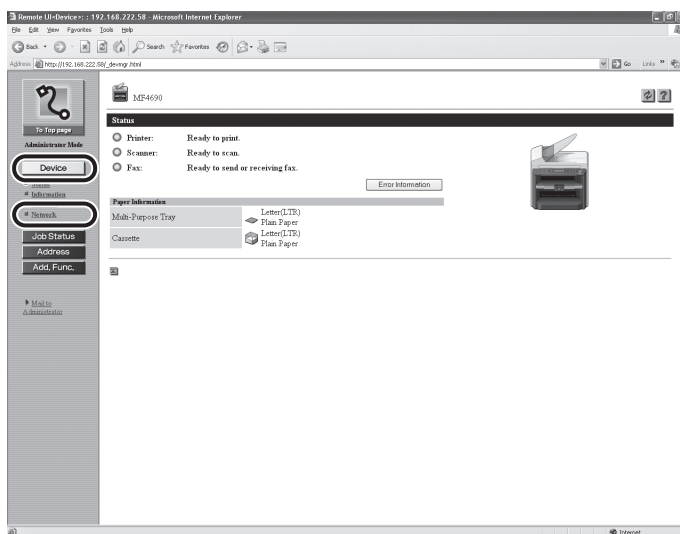 Remote UI<Device>: : 192.168.222.58 - Microsoft Internet Explorer
File Edit View Favorites Tools Help
Back Search Favorites
Address http://192.168.222.58/_devmgr.html Go Links »
To Top page
Administrator Mode
Device
Status
Information
Network
Job Status
Address
Add. Func.
Mail to
Administrator
MF4690
Status
Printer: Ready to print.
Scanner: Ready to scan.
Fax: Ready to send or receiving fax.
Error Information
Paper Information
Multi-Purpose Tray Letter(LTR)
Plain Paper
Cassette Letter(LTR)
Plain Paper
Internet